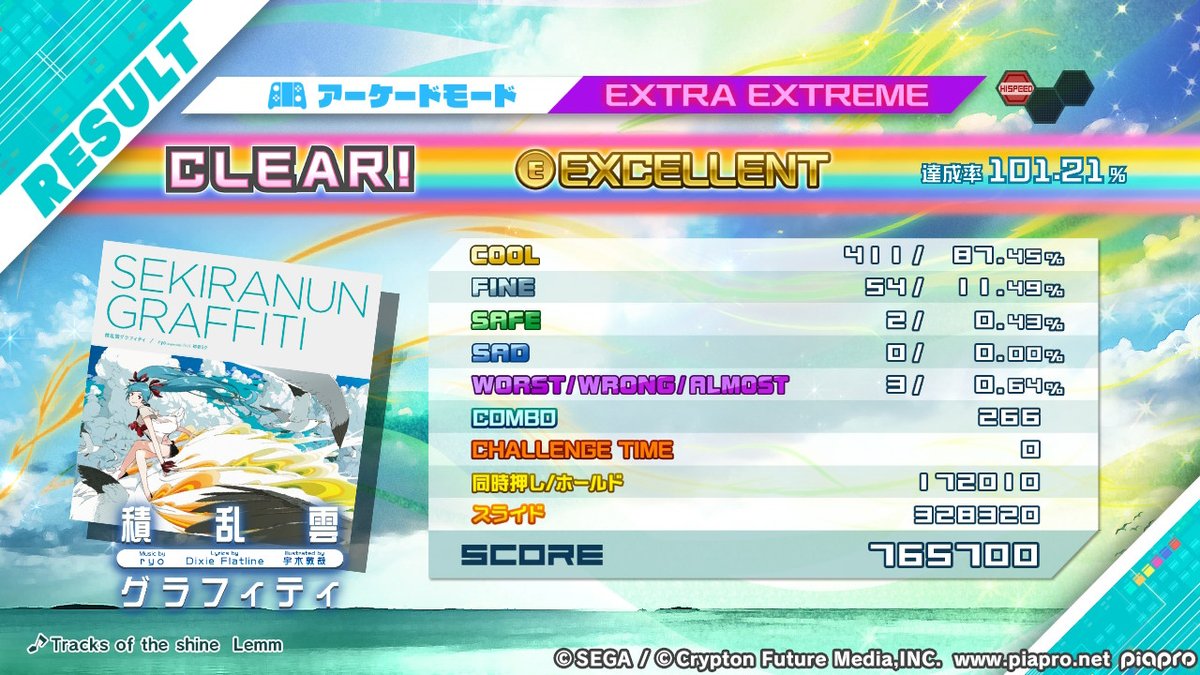 RESULT
アーケードモード
EXTRA EXTREME
HISPEED
CLEAR!
E EXCELLENT
達成率 101.21%
SEKIRANUN
GRAFFITI
積乱雲
Music by ryo
Lyrics by Dixie Flatline
Illustrated by 宇木敦哉
グラフィティ
COOL 411/ 87.45%
FINE 54/ 11.49%
SAFE 2/ 0.43%
SAD 0/ 0.00%
WORST/WRONG/ALMOST 3/ 0.64%
COMBO 266
CHALLENGE TIME 0
同時押し/ホールド 172010
スライド 328320
SCORE 765700
Tracks of the shine Lemm
©SEGA / ©Crypton Future Media,INC. www.piapro.net piapro